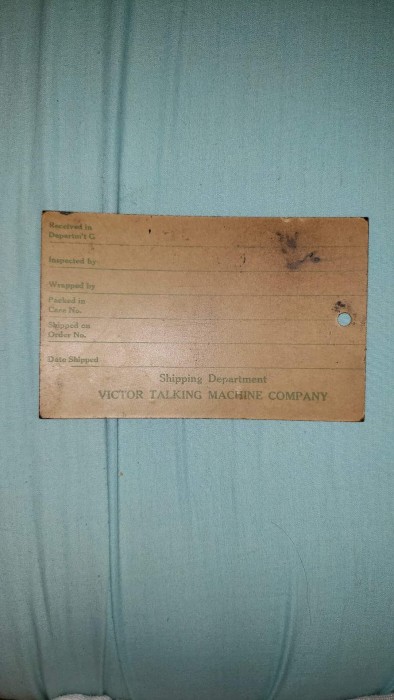 Received in
Departm't G
Inspected by
Wrapped by
Packed in
Case No.
Shipped on
Order No.
Date Shipped
Shipping Department
VICTOR TALKING MACHINE COMPANY